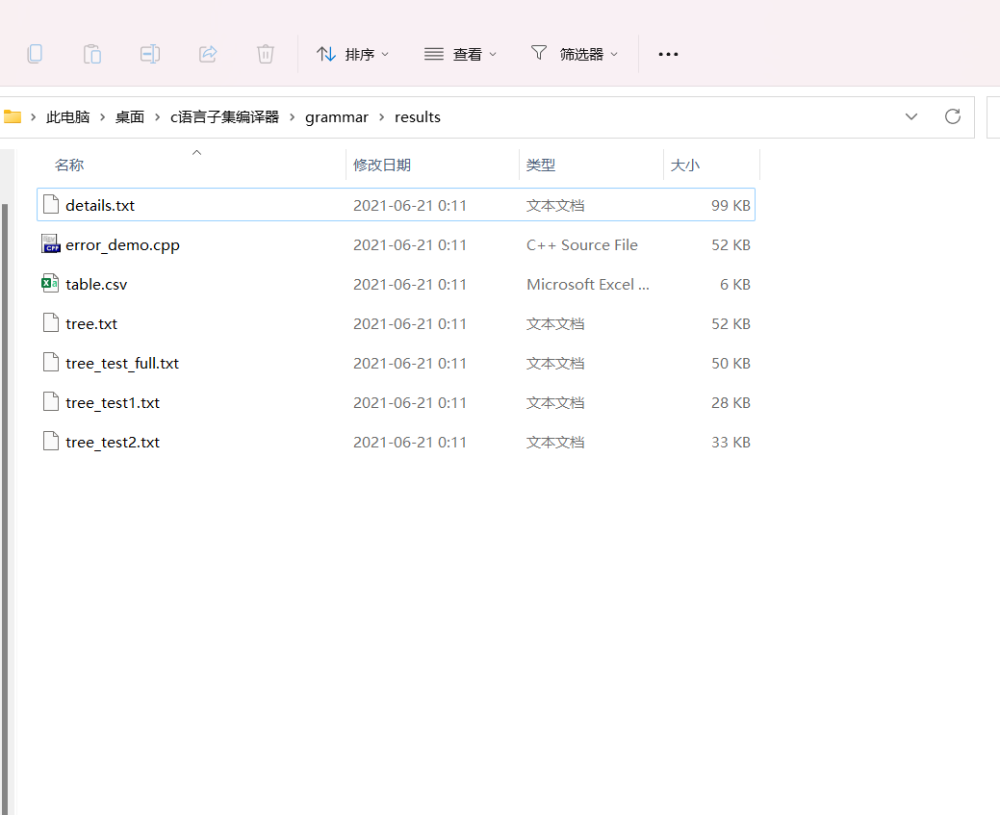 排序 查看 筛选器
此电脑 桌面 c语言子集编译器 grammar results
名称 修改日期 类型 大小
details.txt 2021-06-21 0:11 文本文档 99 KB
error_demo.cpp 2021-06-21 0:11 C++ Source File 52 KB
table.csv 2021-06-21 0:11 Microsoft Excel ... 6 KB
tree.txt 2021-06-21 0:11 文本文档 52 KB
tree_test_full.txt 2021-06-21 0:11 文本文档 50 KB
tree_test1.txt 2021-06-21 0:11 文本文档 28 KB
tree_test2.txt 2021-06-21 0:11 文本文档 33 KB